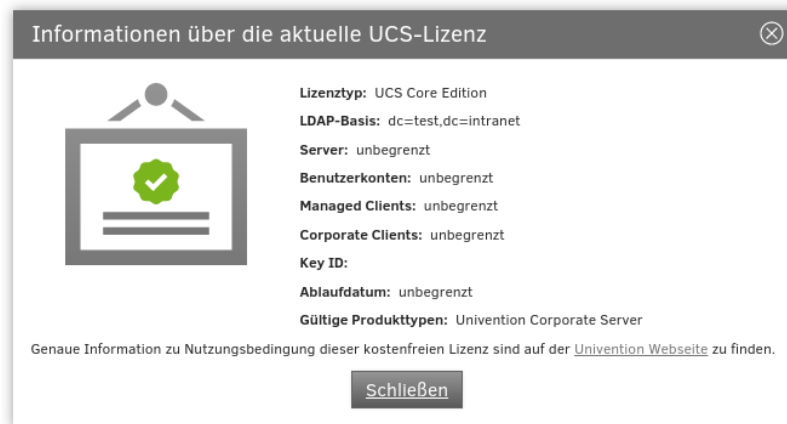 Informationen über die aktuelle UCS-Lizenz
Lizenztyp: UCS Core Edition
LDAP-Basis: dc=test,dc=intranet
Server: unbegrenzt
Benutzerkonten: unbegrenzt
Managed Clients: unbegrenzt
Corporate Clients: unbegrenzt
Key ID:
Ablaufdatum: unbegrenzt
Gültige Produkttypen: Univention Corporate Server
Genaue Information zu Nutzungsbedingung dieser kostenfreien Lizenz sind auf der Univention Webseite zu finden.
Schließen